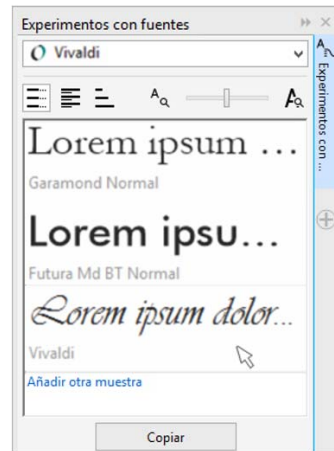 Experimentos con fuentes
Vivaldi
Lorem ipsum ...
Garamond Normal
Lorem ipsu...
Futura Md BT Normal
Lorem ipsum dolor...
Vivaldi
Añadir otra muestra
Copiar
Experimentos con ...